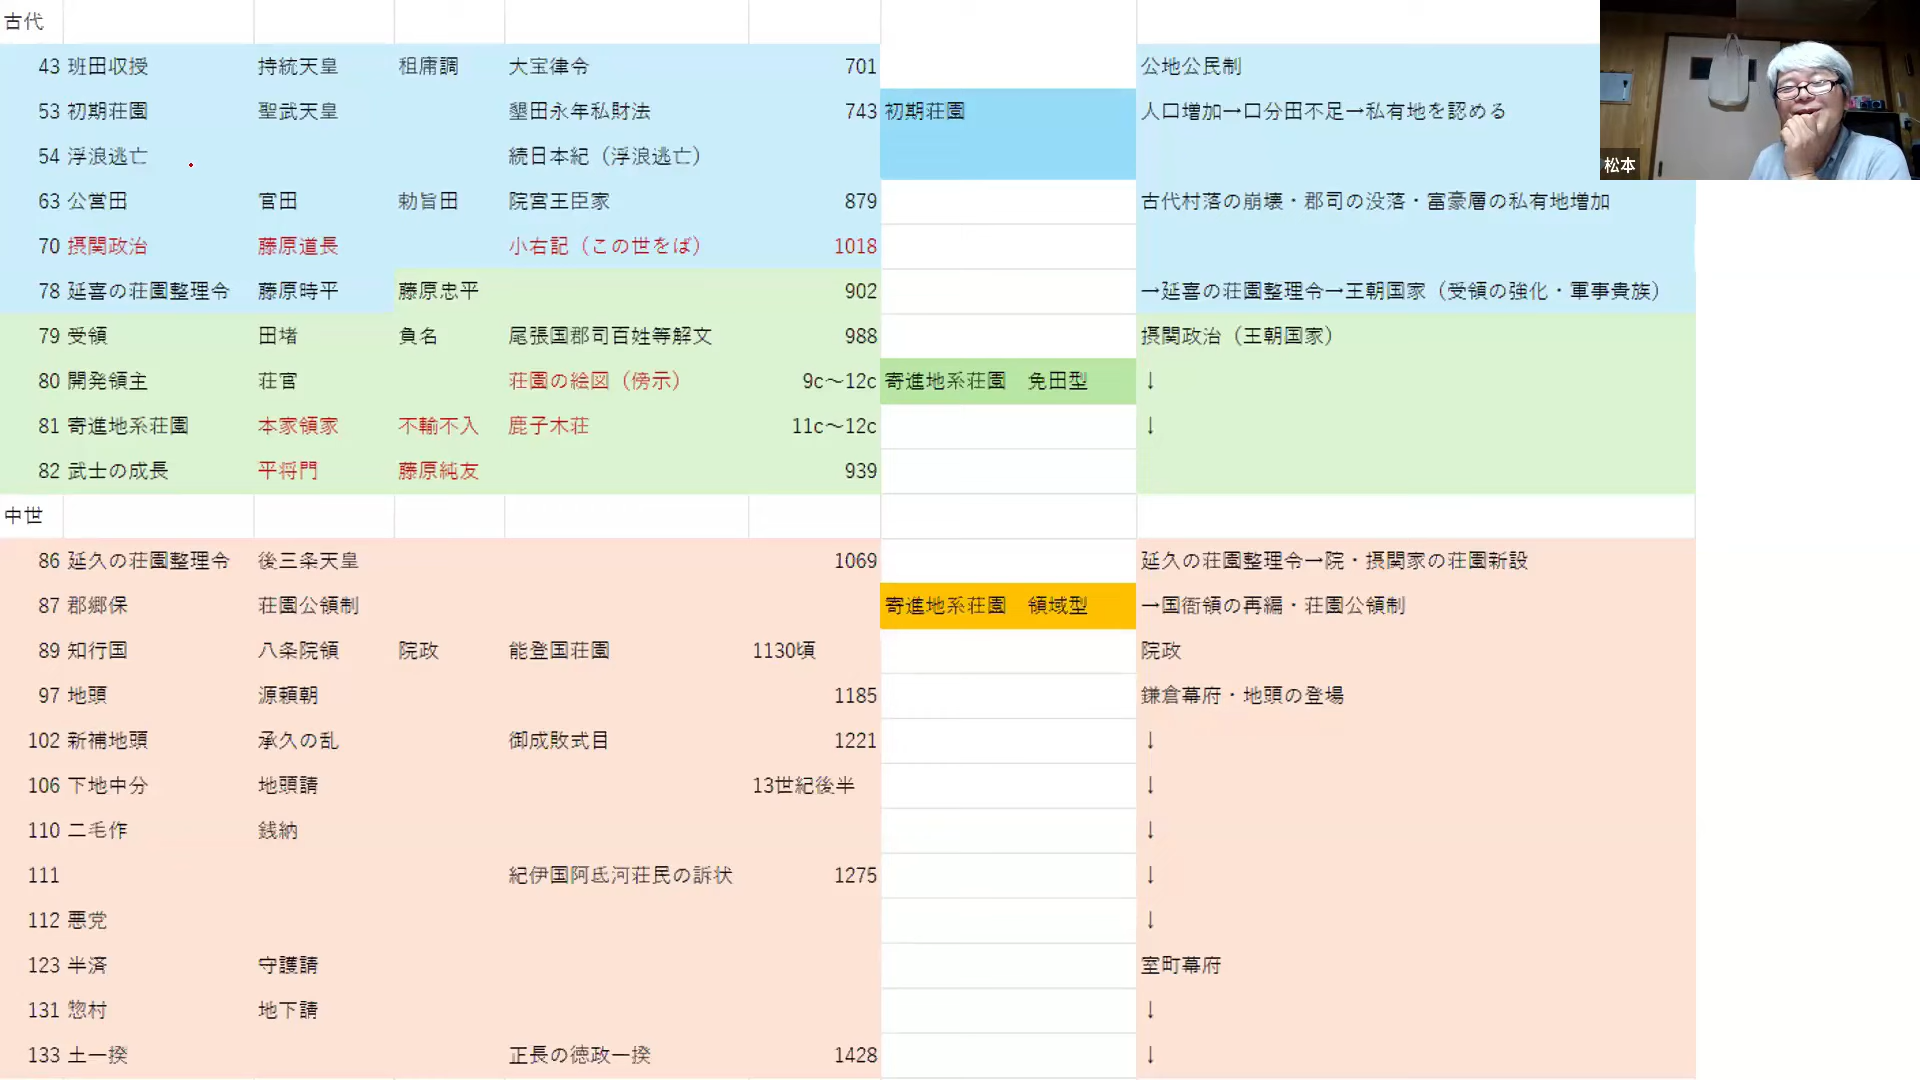 古代
43 班田収授 持統天皇 租庸調 大宝律令 701 公地公民制
53 初期荘園 聖武天皇 墾田永年私財法 743 初期荘園 人口増加→口分田不足→私有地を認める
54 浮浪逃亡 続日本紀（浮浪逃亡）
63 公営田 官田 勅旨田 院宮王臣家 879 古代村落の崩壊・郡司の没落・富豪層の私有地増加
70 摂関政治 藤原道長 小右記（この世をば） 1018
78 延喜の荘園整理令 藤原時平 藤原忠平 902 →延喜の荘園整理令→王朝国家（受領の強化・軍事貴族）
79 受領 田堵 負名 尾張国郡司百姓等解文 988 摂関政治（王朝国家）
80 開発領主 荘官 荘園の絵図（傍示） 9c～12c 寄進地系荘園 免田型 ↓
81 寄進地系荘園 本家領家 不輸不入 鹿子木荘 11c～12c ↓
82 武士の成長 平将門 藤原純友 939
中世
86 延久の荘園整理令 後三条天皇 1069 延久の荘園整理令→院・摂関家の荘園新設
87 郡郷保 荘園公領制 寄進地系荘園 領域型 →国衙領の再編・荘園公領制
89 知行国 八条院領 院政 能登国荘園 1130頃 院政
97 地頭 源頼朝 1185 鎌倉幕府・地頭の登場
102 新補地頭 承久の乱 御成敗式目 1221 ↓
106 下地中分 地頭請 13世紀後半 ↓
110 二毛作 銭納 ↓
111 紀伊国阿氐河荘民の訴状 1275 ↓
112 悪党 ↓
123 半済 守護請 室町幕府
131 惣村 地下請 ↓
133 土一揆 正長の徳政一揆 1428 ↓
松本